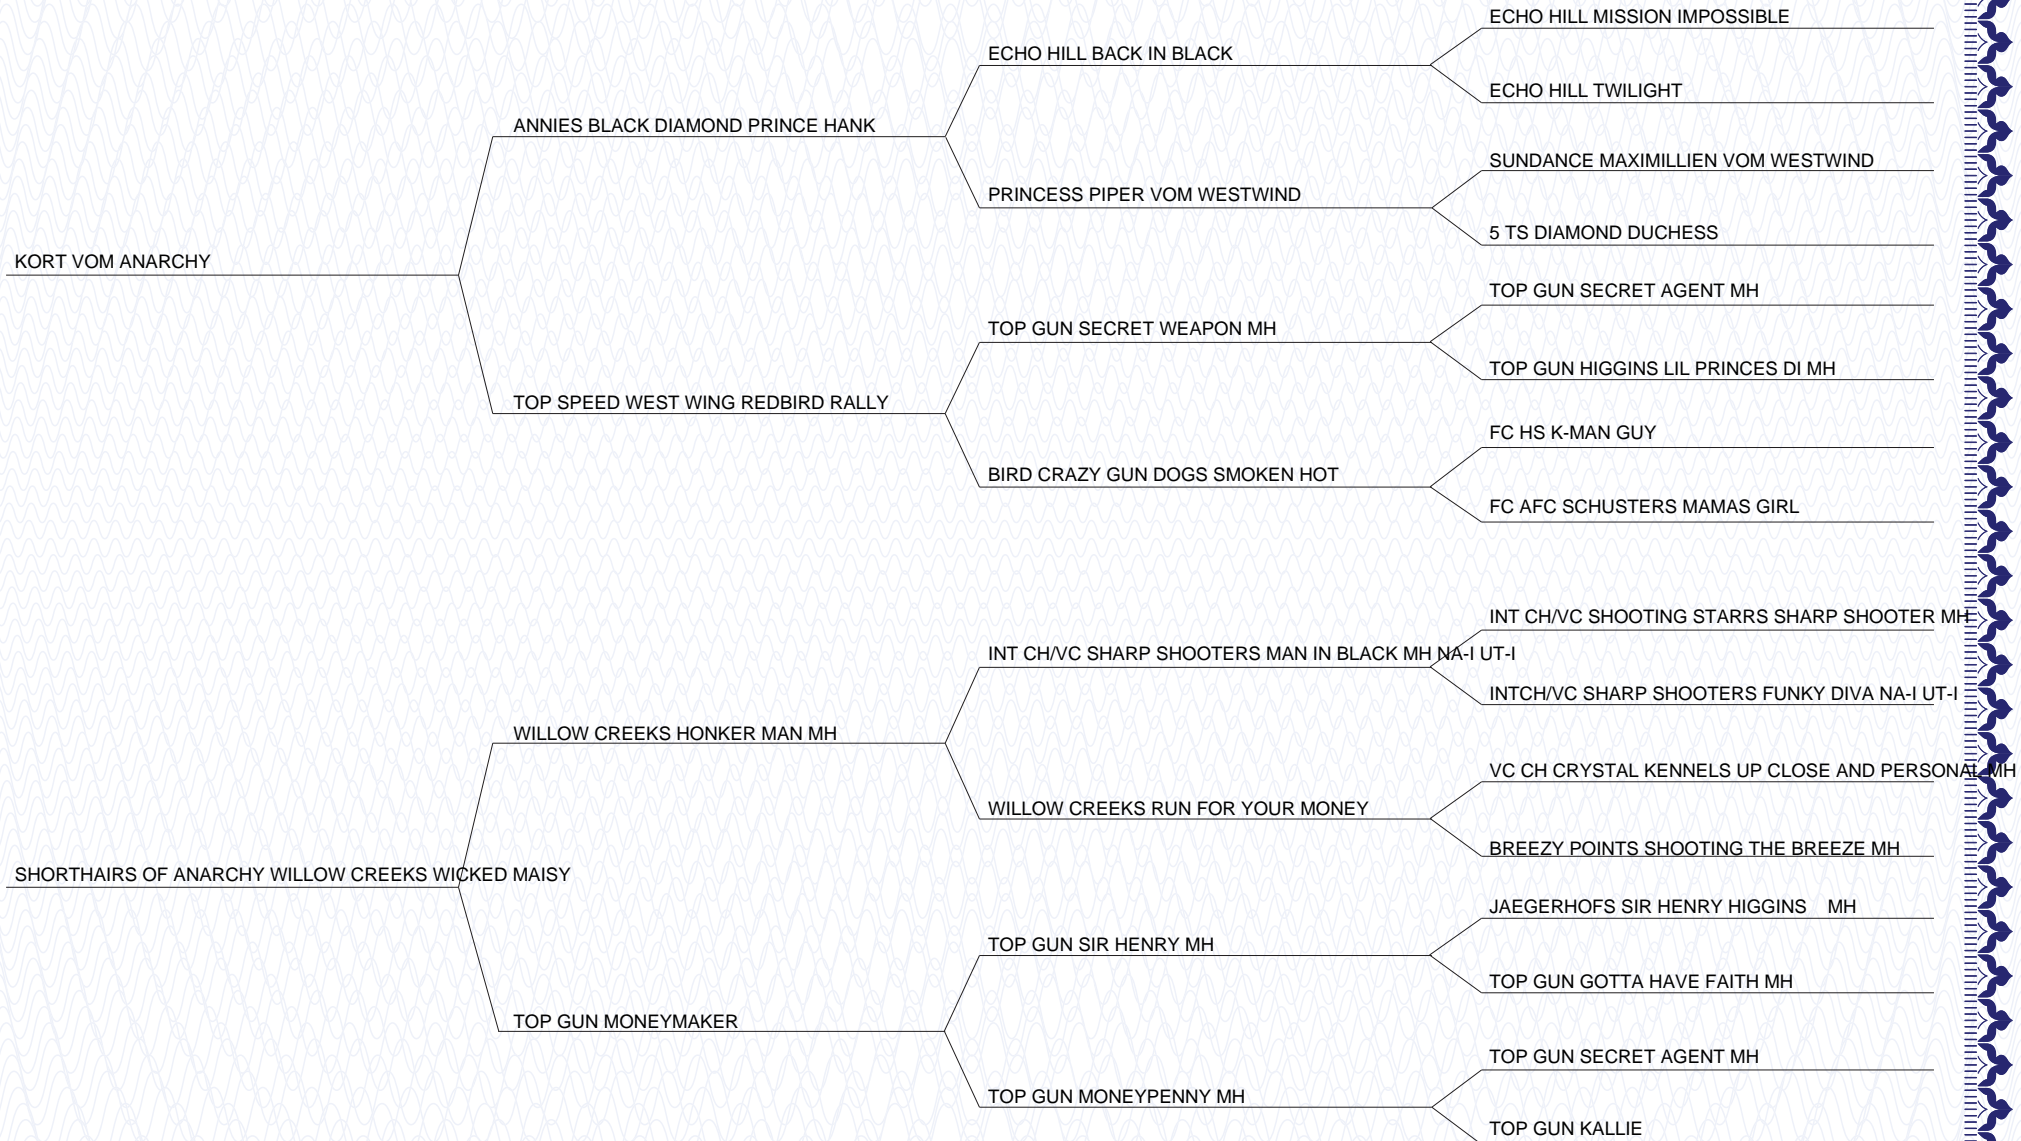 ECHO HILL MISSION IMPOSSIBLE
ECHO HILL BACK IN BLACK
ECHO HILL TWILIGHT
ANNIES BLACK DIAMOND PRINCE HANK
SUNDANCE MAXIMILLIEN VOM WESTWIND
PRINCESS PIPER VOM WESTWIND
5 TS DIAMOND DUCHESS
KORT VOM ANARCHY
TOP GUN SECRET AGENT MH
TOP GUN SECRET WEAPON MH
TOP GUN HIGGINS LIL PRINCES DI MH
TOP SPEED WEST WING REDBIRD RALLY
FC HS K-MAN GUY
BIRD CRAZY GUN DOGS SMOKEN HOT
FC AFC SCHUSTERS MAMAS GIRL
INT CH/VC SHOOTING STARRS SHARP SHOOTER MH
INT CH/VC SHARP SHOOTERS MAN IN BLACK MH NA-I UT-I
INTCH/VC SHARP SHOOTERS FUNKY DIVA NA-I UT-I
WILLOW CREEKS HONKER MAN MH
VC CH CRYSTAL KENNELS UP CLOSE AND PERSONAL MH
WILLOW CREEKS RUN FOR YOUR MONEY
BREEZY POINTS SHOOTING THE BREEZE MH
SHORTHAIRS OF ANARCHY WILLOW CREEKS WICKED MAISY
JAEGERHOFS SIR HENRY HIGGINS MH
TOP GUN SIR HENRY MH
TOP GUN GOTTA HAVE FAITH MH
TOP GUN MONEYMAKER
TOP GUN SECRET AGENT MH
TOP GUN MONEYPENNY MH
TOP GUN KALLIE